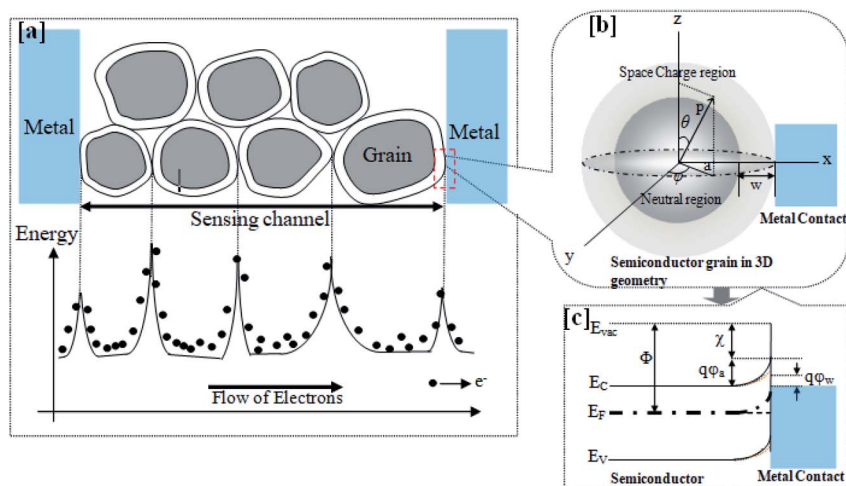 [a]
Metal
Grain
Metal
Sensing channel
Energy
Flow of Electrons
e⁻
[b]
z
Space Charge region
p
θ
a
x
φ
w
Neutral region
Metal Contact
y
Semiconductor grain in 3D
geometry
[c]
E_vac
χ
Φ
qφ_a
qφ_w
E_C
E_F
E_V
Semiconductor
Metal Contact